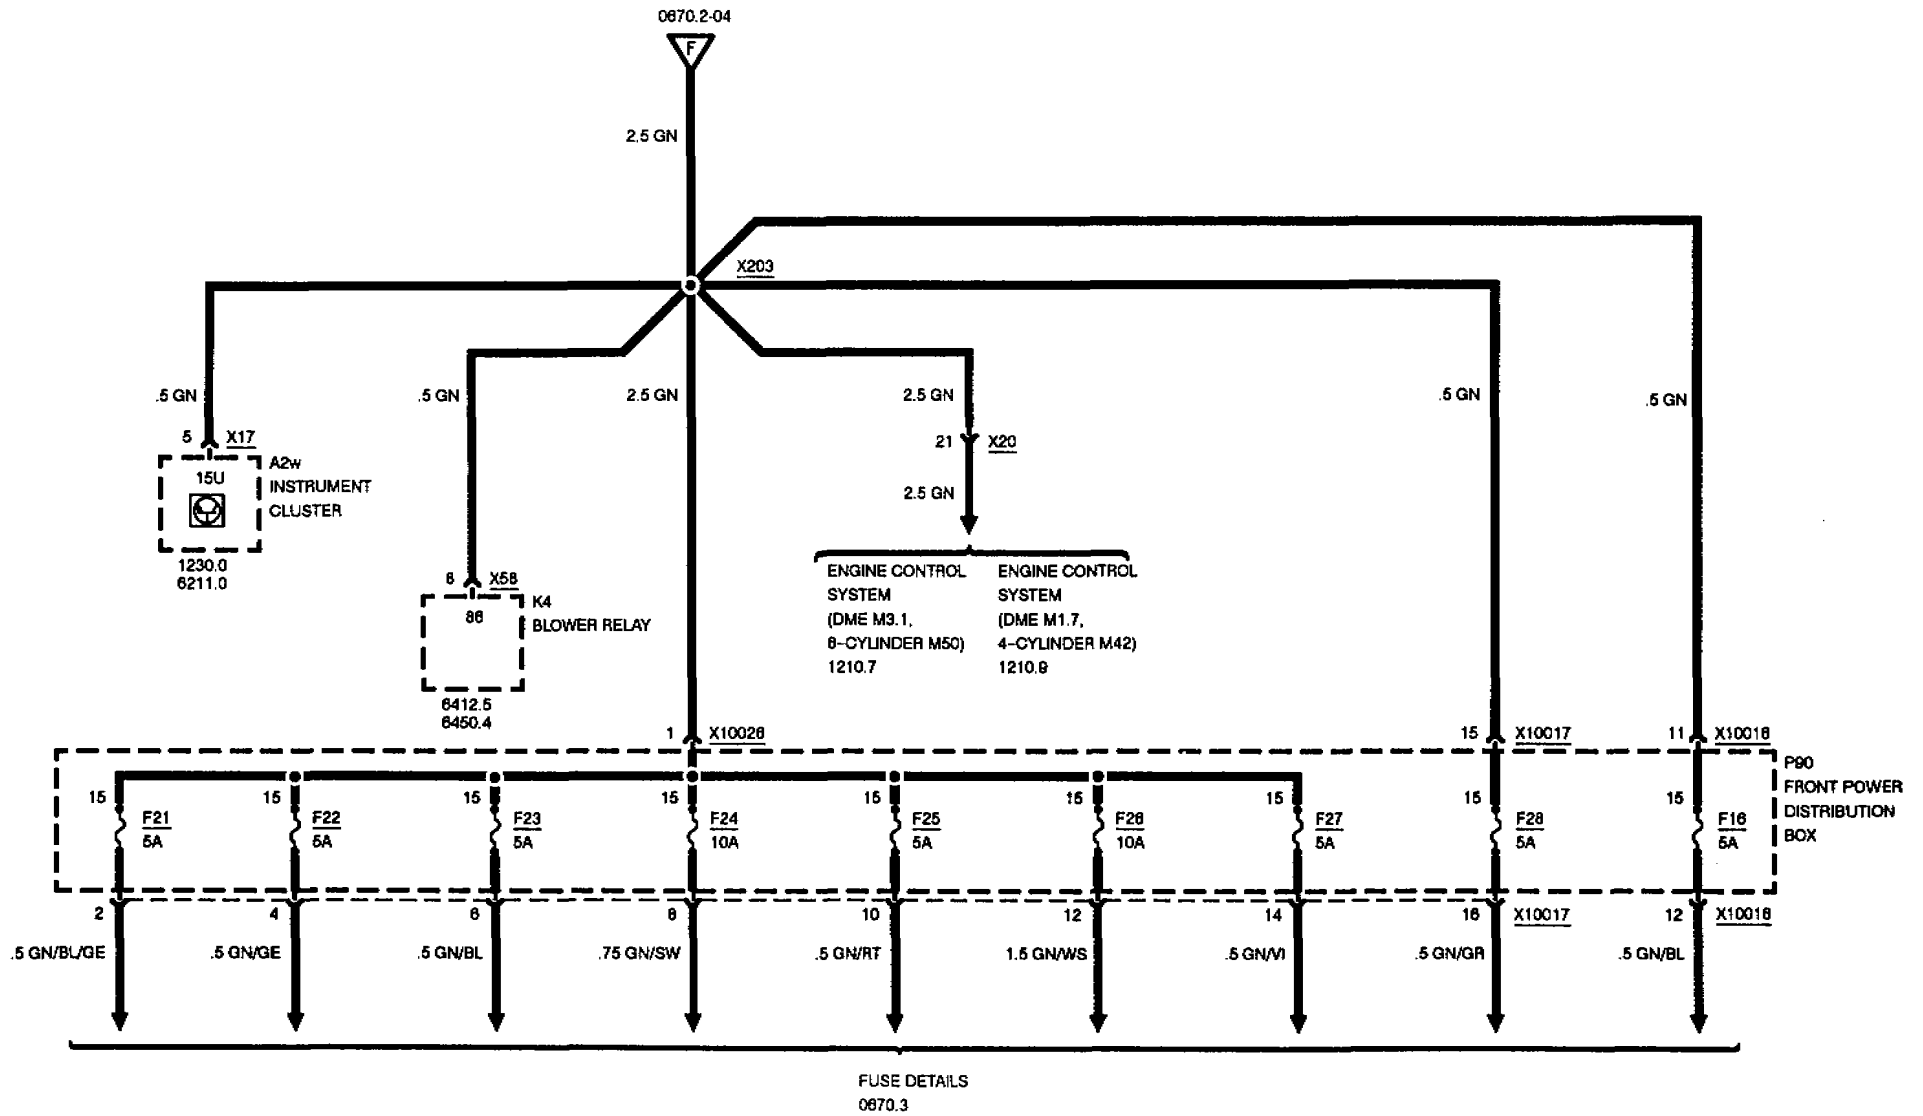 0670.2-04
F
2.5 GN
X203
.5 GN
.5 GN
2.5 GN
2.5 GN
.5 GN
.5 GN
5 X17
A2w
INSTRUMENT
CLUSTER
15U
1230.0
6211.0
21 X20
2.5 GN
6 X58
K4
BLOWER RELAY
86
6412.5
6450.4
ENGINE CONTROL
SYSTEM
(DME M3.1,
6-CYLINDER M50)
1210.7
ENGINE CONTROL
SYSTEM
(DME M1.7,
4-CYLINDER M42)
1210.9
1 X10026
15 X10017
11 X10016
P90
FRONT POWER
DISTRIBUTION
BOX
15 15 15 15 15 15 15 15 15
F21 F22 F23 F24 F25 F26 F27 F28 F16
5A 5A 5A 10A 5A 10A 5A 5A 5A
2 4 6 8 10 12 14 16 X10017 12 X10016
.5 GN/BL/GE .5 GN/GE .5 GN/BL .75 GN/SW .5 GN/RT 1.5 GN/WS .5 GN/VI .5 GN/GR .5 GN/BL
FUSE DETAILS
0670.3